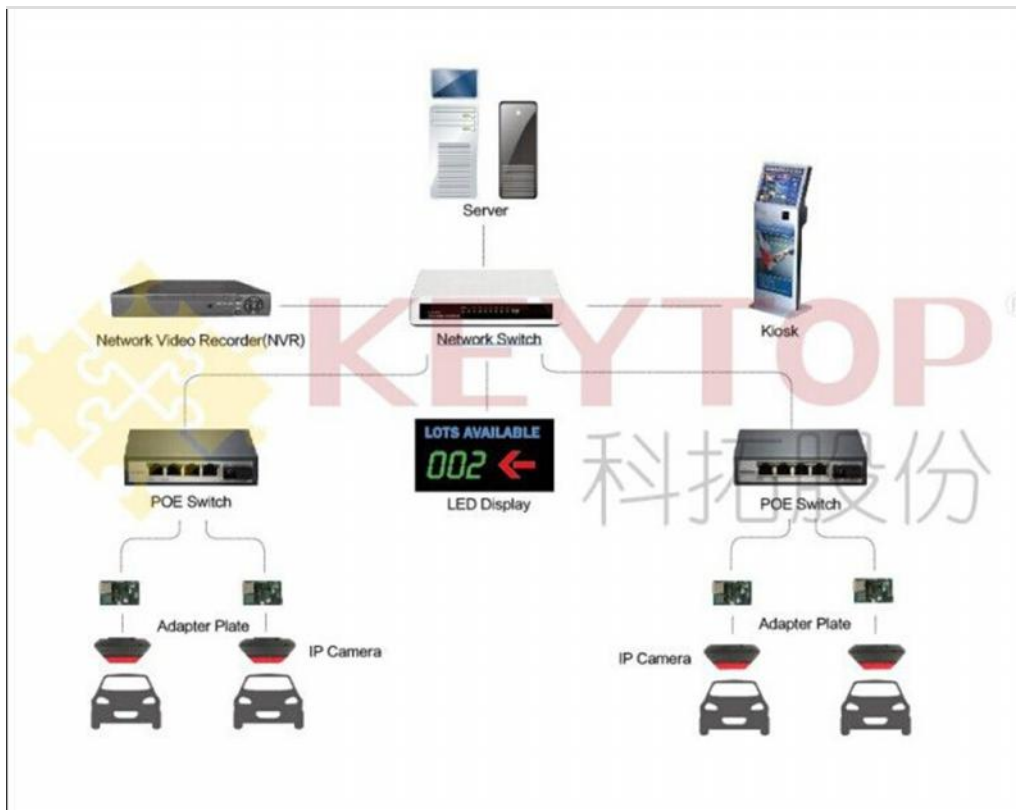 Server
Network Video Recorder(NVR)
Network Switch
Kiosk
KEYTOP®
科拓股份
LOTS AVAILABLE
002
POE Switch
LED Display
POE Switch
Adapter Plate
IP Camera
Adapter Plate
IP Camera